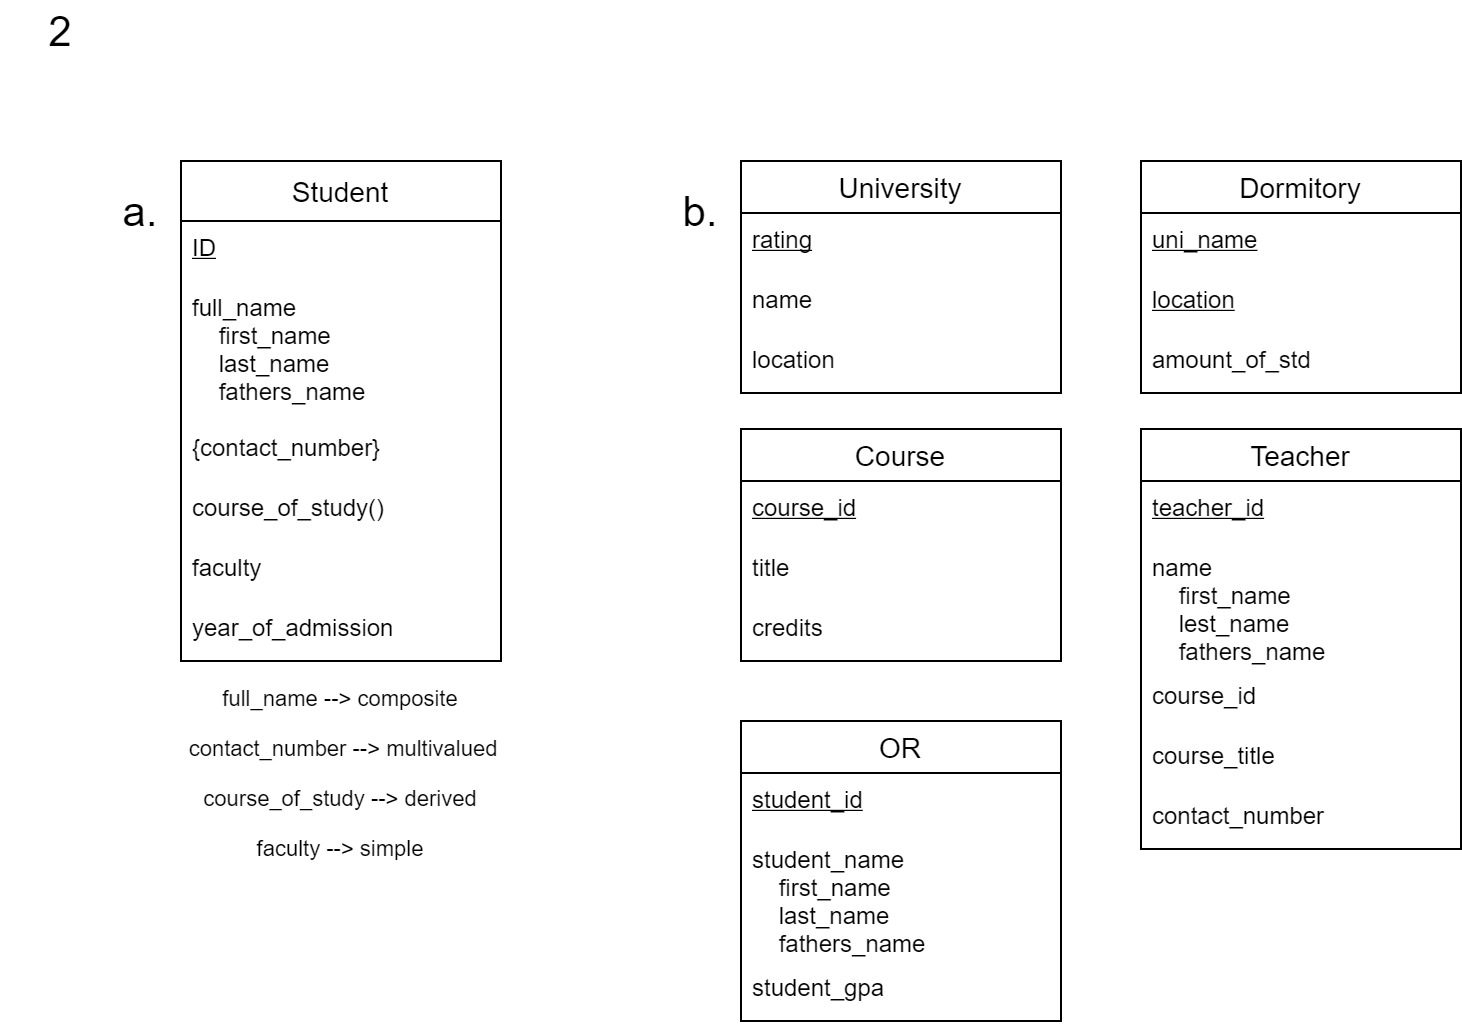 2
a.
Student
ID
full_name
first_name
last_name
fathers_name
{contact_number}
course_of_study()
faculty
year_of_admission
full_name --> composite
contact_number --> multivalued
course_of_study --> derived
faculty --> simple
b.
University
rating
name
location
Dormitory
uni_name
location
amount_of_std
Course
course_id
title
credits
Teacher
teacher_id
name
first_name
lest_name
fathers_name
course_id
course_title
contact_number
OR
student_id
student_name
first_name
last_name
fathers_name
student_gpa